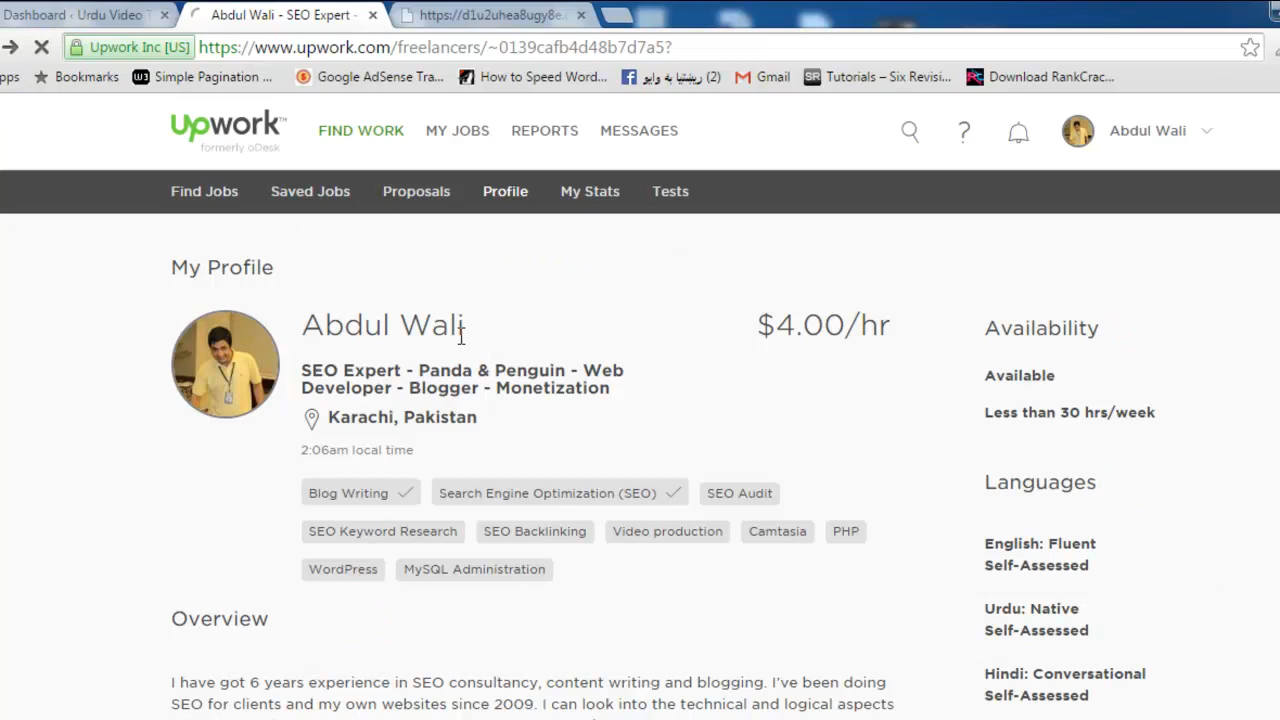 Dashboard ‹ Urdu Video T
Abdul Wali - SEO Expert -
https://d1u2uhea8ugy8e.c
Upwork Inc [US] https://www.upwork.com/freelancers/~0139cafb4d48b7d7a5?
pps Bookmarks Simple Pagination ... Google AdSense Tra... How to Speed Word... (2) Gmail SR Tutorials – Six Revisi... Download RankCrac...
Upwork™ FIND WORK MY JOBS REPORTS MESSAGES ? Abdul Wali
formerly oDesk
Find Jobs Saved Jobs Proposals Profile My Stats Tests
My Profile
Abdul Wali $4.00/hr
SEO Expert - Panda & Penguin - Web
Developer - Blogger - Monetization
Karachi, Pakistan
2:06am local time
Blog Writing Search Engine Optimization (SEO) SEO Audit
SEO Keyword Research SEO Backlinking Video production Camtasia PHP
WordPress MySQL Administration
Overview
I have got 6 years experience in SEO consultancy, content writing and blogging. I've been doing
SEO for clients and my own websites since 2009. I can look into the technical and logical aspects
Availability
Available
Less than 30 hrs/week
Languages
English: Fluent
Self-Assessed
Urdu: Native
Self-Assessed
Hindi: Conversational
Self-Assessed